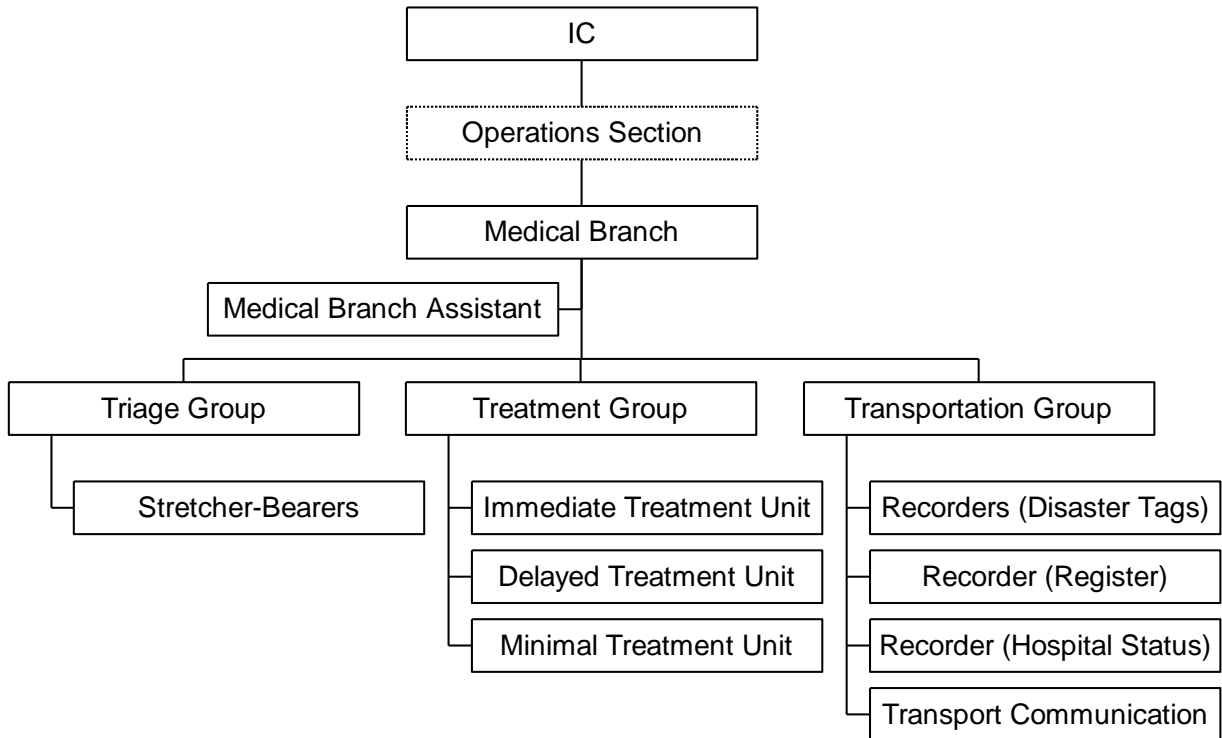 IC
Operations Section
Medical Branch
Medical Branch Assistant
Triage Group
Treatment Group
Transportation Group
Stretcher-Bearers
Immediate Treatment Unit
Recorders (Disaster Tags)
Delayed Treatment Unit
Recorder (Register)
Minimal Treatment Unit
Recorder (Hospital Status)
Transport Communication